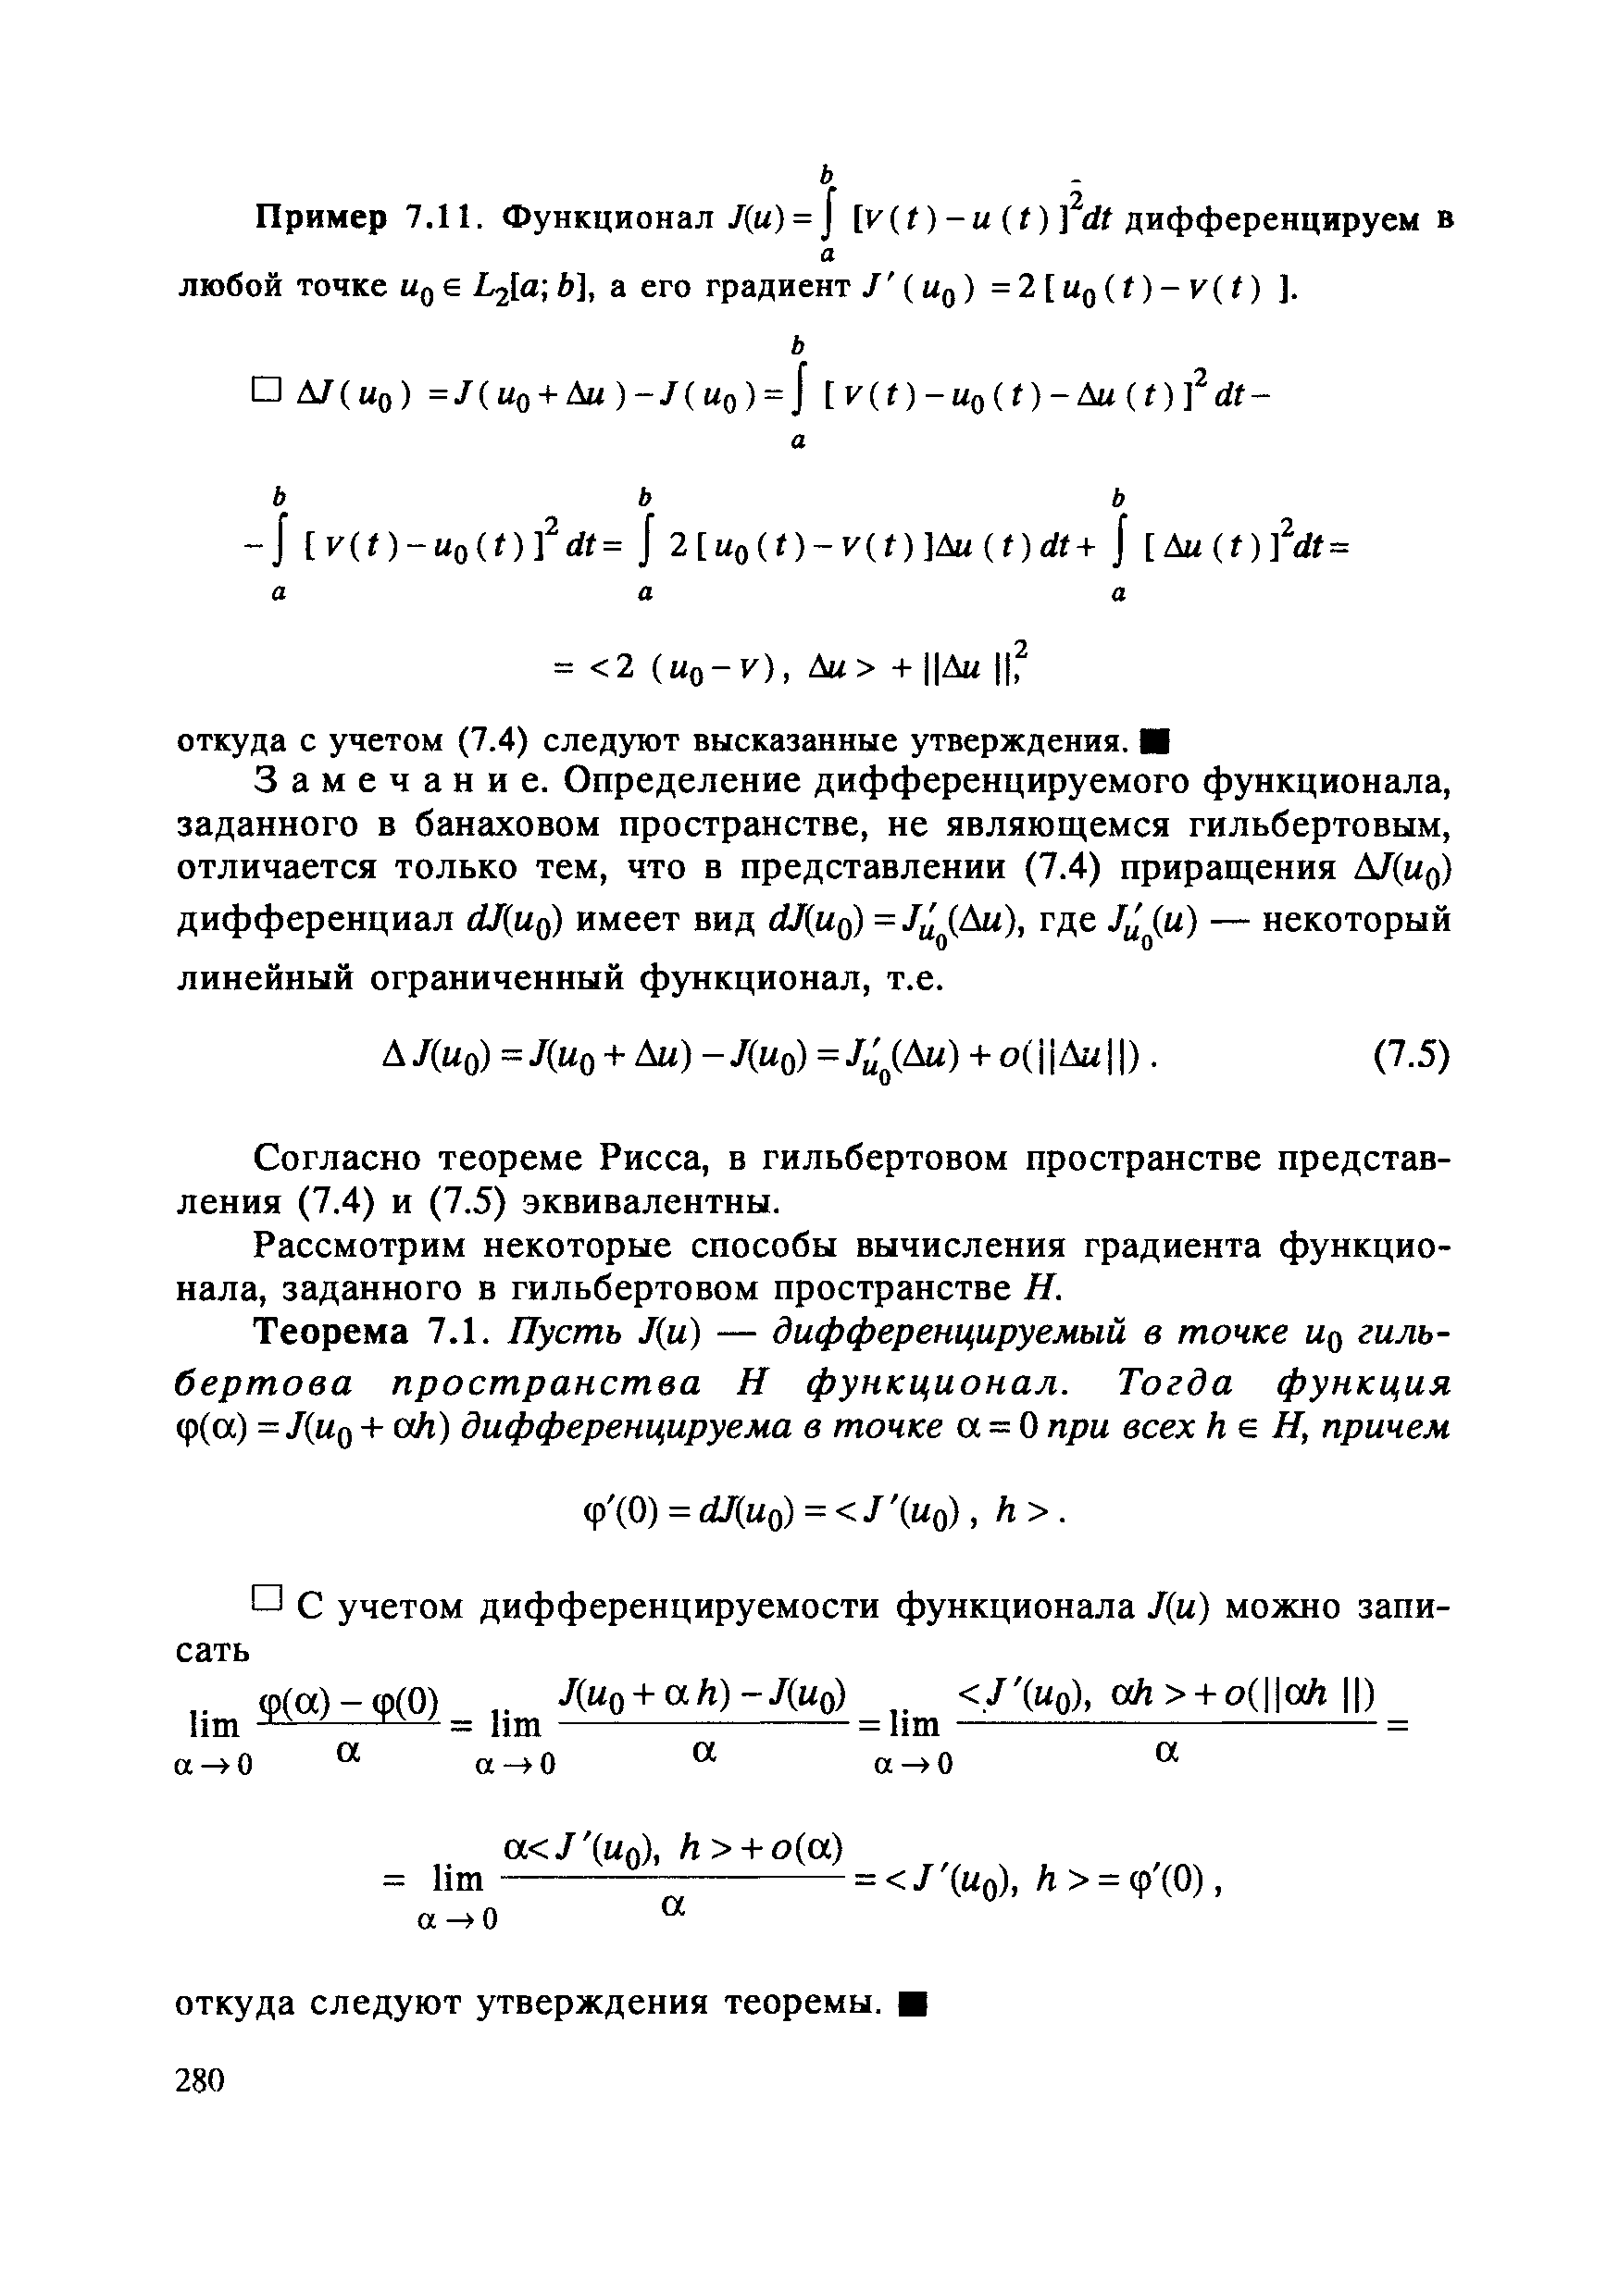 Пример 7.11. Функционал J(u) = ∫_a^b [v(t) − u(t)]²dt дифференцируем в
любой точке u₀ ∈ L₂[a; b], а его градиент J′(u₀) = 2[u₀(t) − v(t)].
□ ΔJ(u₀) = J(u₀ + Δu) − J(u₀) = ∫_a^b [v(t) − u₀(t) − Δu(t)]² dt −
− ∫_a^b [v(t) − u₀(t)]² dt = ∫_a^b 2[u₀(t) − v(t)]Δu(t)dt + ∫_a^b [Δu(t)]²dt =
= <2 (u₀ − v), Δu> + ||Δu||²,
откуда с учетом (7.4) следуют высказанные утверждения. ■
З а м е ч а н и е. Определение дифференцируемого функционала,
заданного в банаховом пространстве, не являющемся гильбертовым,
отличается только тем, что в представлении (7.4) приращения ΔJ(u₀)
дифференциал dJ(u₀) имеет вид dJ(u₀) = J′_{u₀}(Δu), где J′_{u₀}(u) — некоторый
линейный ограниченный функционал, т.е.
ΔJ(u₀) = J(u₀ + Δu) − J(u₀) = J′_{u₀}(Δu) + o(||Δu||). (7.5)
Согласно теореме Рисса, в гильбертовом пространстве представ-
ления (7.4) и (7.5) эквивалентны.
Рассмотрим некоторые способы вычисления градиента функцио-
нала, заданного в гильбертовом пространстве H.
Теорема 7.1. Пусть J(u) — дифференцируемый в точке u₀ гиль-
бертова пространства H функционал. Тогда функция
φ(α) = J(u₀ + αh) дифференцируема в точке α = 0 при всех h ∈ H, причем
φ′(0) = dJ(u₀) = <J′(u₀), h>.
□ С учетом дифференцируемости функционала J(u) можно запи-
сать
lim_{α→0} (φ(α) − φ(0))/α = lim_{α→0} (J(u₀ + αh) − J(u₀))/α = lim_{α→0} (<J′(u₀), αh> + o(||αh||))/α =
= lim_{α→0} (α<J′(u₀), h> + o(α))/α = <J′(u₀), h> = φ′(0),
откуда следуют утверждения теоремы. ■
280